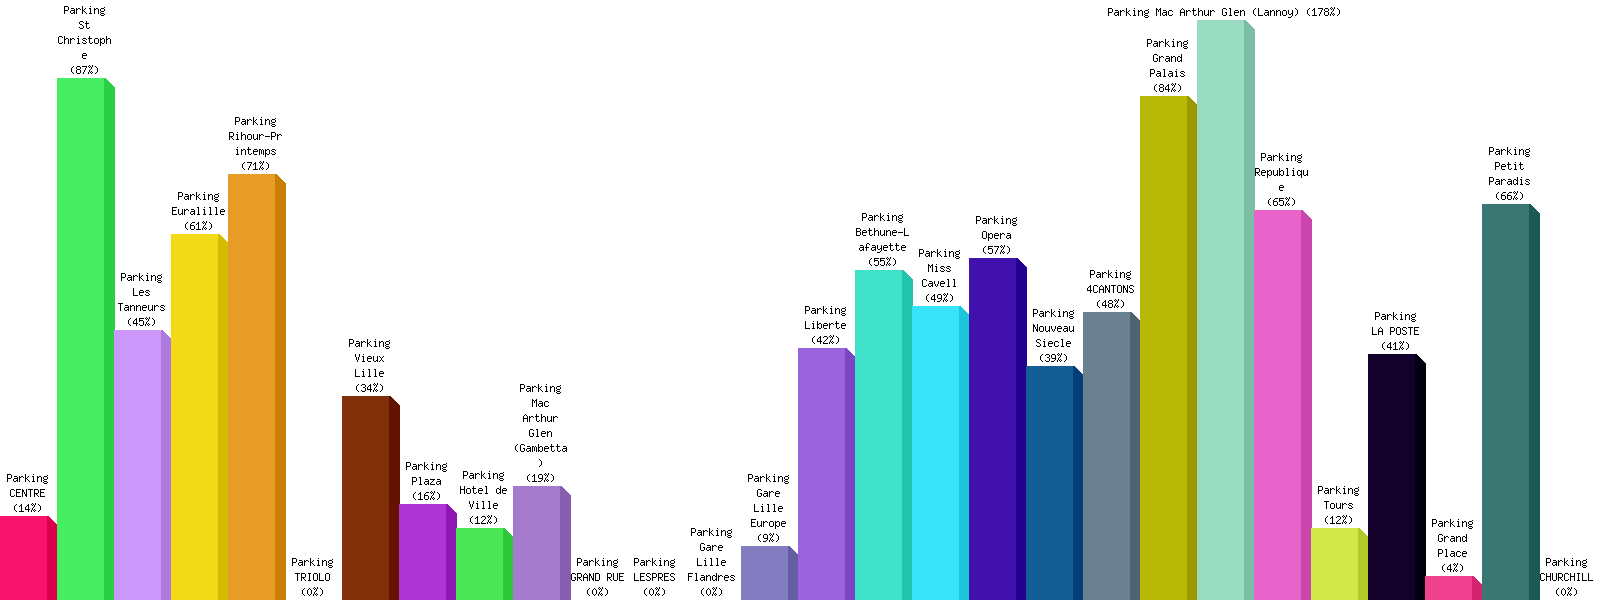 Parking
CENTRE
(14%)
Parking
St
Christoph
e
(87%)
Parking
Les
Tanneurs
(45%)
Parking
Euralille
(61%)
Parking
Rihour-Pr
intemps
(71%)
Parking
TRIOLO
(0%)
Parking
Vieux
Lille
(34%)
Parking
Plaza
(16%)
Parking
Hotel de
Ville
(12%)
Parking
Mac
Arthur
Glen
(Gambetta
)
(19%)
Parking
GRAND RUE
(0%)
Parking
LESPRES
(0%)
Parking
Gare
Lille
Flandres
(0%)
Parking
Gare
Lille
Europe
(9%)
Parking
Liberte
(42%)
Parking
Bethune-L
afayette
(55%)
Parking
Miss
Cavell
(49%)
Parking
Opera
(57%)
Parking
Nouveau
Siecle
(39%)
Parking
4CANTONS
(48%)
Parking
Grand
Palais
(84%)
Parking Mac Arthur Glen (Lannoy) (178%)
Parking
Republiqu
e
(65%)
Parking
Tours
(12%)
Parking
LA POSTE
(41%)
Parking
Grand
Place
(4%)
Parking
Petit
Paradis
(66%)
Parking
CHURCHILL
(0%)